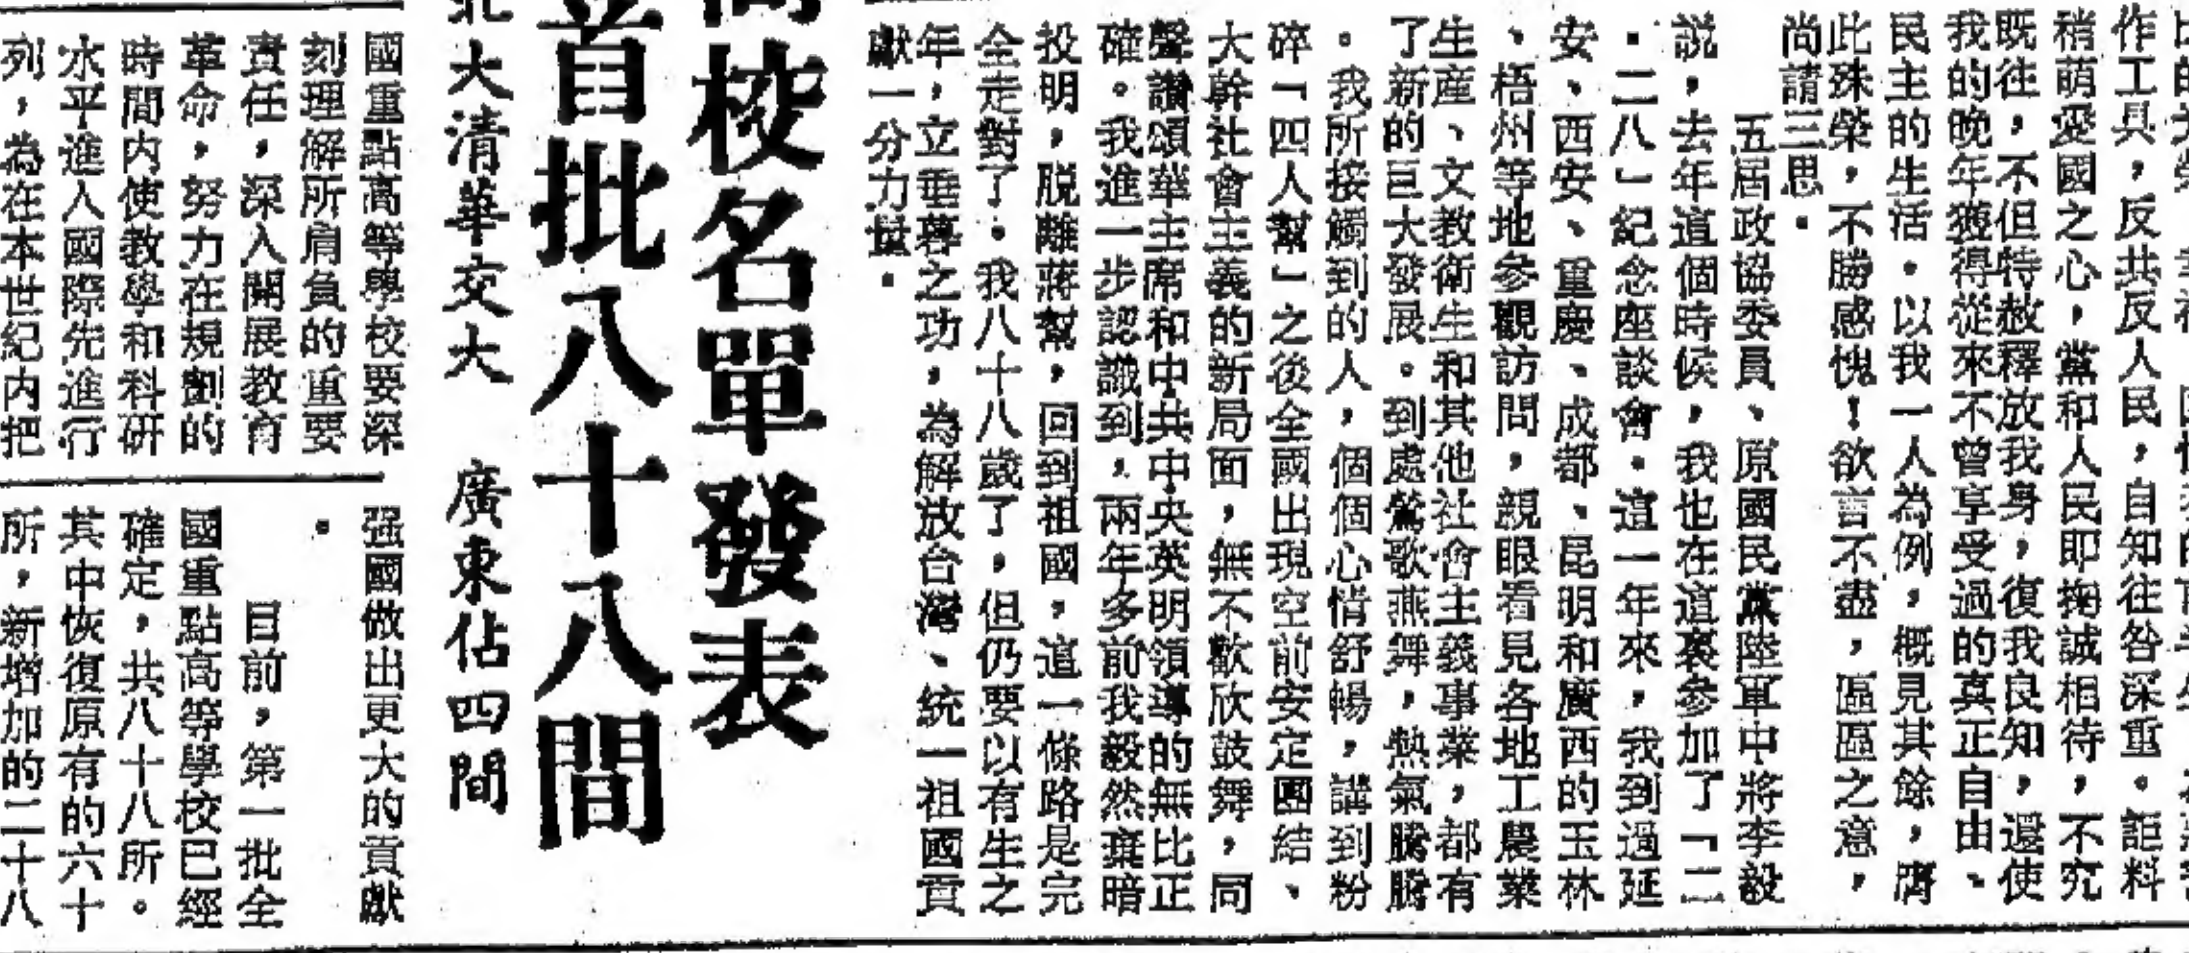 作工具，反共反人民，自知往咎深重。詎料
稍萌愛國之心，黨和人民即掬誠相待，不究
既往，不但特赦釋放我身，復我良知，還使
我的晚年獲得從來不曾享受過的真正自由、
民主的生活。以我一人為例，概見其餘，膺
此殊榮，不勝感愧！欲言不盡，區區之意，
尚請三思．
五屆政協委員、原國民黨陸軍中將李毅
説，去年這個時候，我也在這裏參加了「二
．二八」紀念座談會．這一年來，我到過延
安、西安、重慶、成都、昆明和廣西的玉林
、梧州等地參觀訪問，親眼看見各地工農業
生產、文教衛生和其他社會主義事業，都有
了新的巨大發展。到處鶯歌燕舞，熱氣騰騰
。我所接觸到的人，個個心情舒暢，講到粉
碎「四人幫」之後全國出現空前安定團結、
大幹社會主義的新局面，無不歡欣鼓舞，同
聲讚頌華主席和中共中央英明領導的無比正
確。我進一步認識到，兩年多前我毅然棄暗
投明，脱離蔣幫，回到祖國，這一條路是完
全走對了．我八十八歲了，但仍要以有生之
年，立垂暮之功，為解放台灣、統一祖國貢
獻一分力量．
高校名單發表
首批八十八間
北大清華交大 廣東佔四間
國重點高等學校要深
刻理解所肩負的重要
責任，深入開展教育
革命，努力在規劃的
時間内使教學和科研
水平進入國際先進行
列，為在本世紀内把
强國做出更大的貢獻
。
目前，第一批全
國重點高等學校已經
確定，共八十八所。
其中恢復原有的六十
所，新增加的二十八